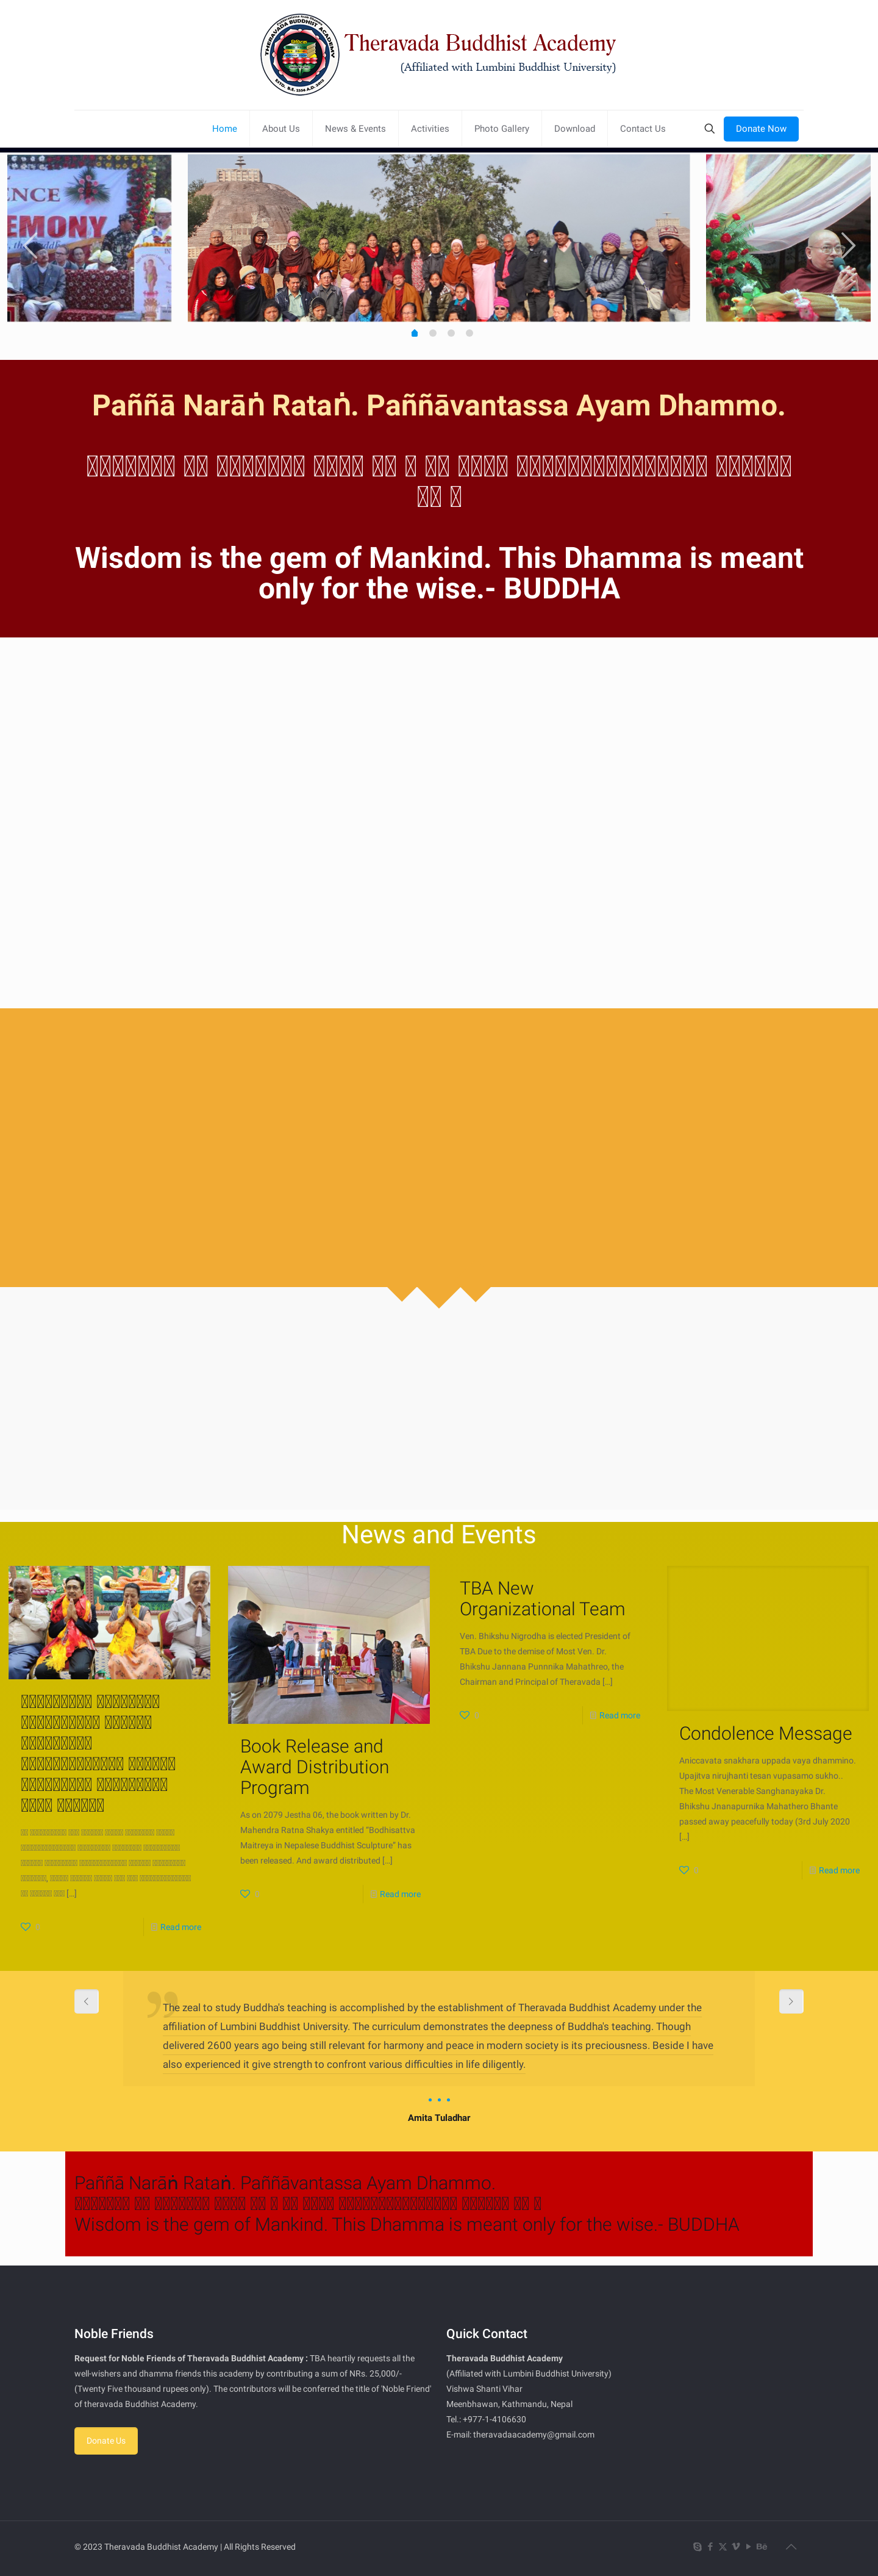 Theravada Buddhist Academy
(Affiliated with Lumbini Buddhist University)
Home About Us News & Events Activities Photo Gallery Download Contact Us Donate Now
Paññā Narāṅ Rataṅ. Paññāvantassa Ayam Dhammo.
Wisdom is the gem of Mankind. This Dhamma is meant
only for the wise.- BUDDHA
News and Events
Book Release and
Award Distribution
Program
As on 2079 Jestha 06, the book written by Dr.
Mahendra Ratna Shakya entitled “Bodhisattva
Maitreya in Nepalese Buddhist Sculpture” has
been released. And award distributed [...]
Read more
TBA New
Organizational Team
Ven. Bhikshu Nigrodha is elected President of
TBA Due to the demise of Most Ven. Dr.
Bhikshu Jannana Punnnika Mahathreo, the
Chairman and Principal of Theravada [...]
Read more
Condolence Message
Aniccavata snakhara uppada vaya dhammino.
Upajitva nirujhanti tesan vupasamo sukho..
The Most Venerable Sanghanayaka Dr.
Bhikshu Jnanapurnika Mahathero Bhante
passed away peacefully today (3rd July 2020
[...]
Read more
[...]
Read more
The zeal to study Buddha's teaching is accomplished by the establishment of Theravada Buddhist Academy under the
affiliation of Lumbini Buddhist University. The curriculum demonstrates the deepness of Buddha's teaching. Though
delivered 2600 years ago being still relevant for harmony and peace in modern society is its preciousness. Beside I have
also experienced it give strength to confront various difficulties in life diligently.
Amita Tuladhar
Paññā Narāṅ Rataṅ. Paññāvantassa Ayam Dhammo.
Wisdom is the gem of Mankind. This Dhamma is meant only for the wise.- BUDDHA
Noble Friends
Request for Noble Friends of Theravada Buddhist Academy : TBA heartily requests all the
well-wishers and dhamma friends this academy by contributing a sum of NRs. 25,000/-
(Twenty Five thousand rupees only). The contributors will be conferred the title of 'Noble Friend'
of theravada Buddhist Academy.
Donate Us
Quick Contact
Theravada Buddhist Academy
(Affiliated with Lumbini Buddhist University)
Vishwa Shanti Vihar
Meenbhawan, Kathmandu, Nepal
Tel.: +977-1-4106630
E-mail: theravadaacademy@gmail.com
© 2023 Theravada Buddhist Academy | All Rights Reserved